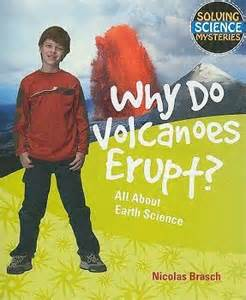 SOLVING
SCIENCE
MYSTERIES
Why Do
Volcanoes
Erupt?
All About
Earth Science
Nicolas Brasch